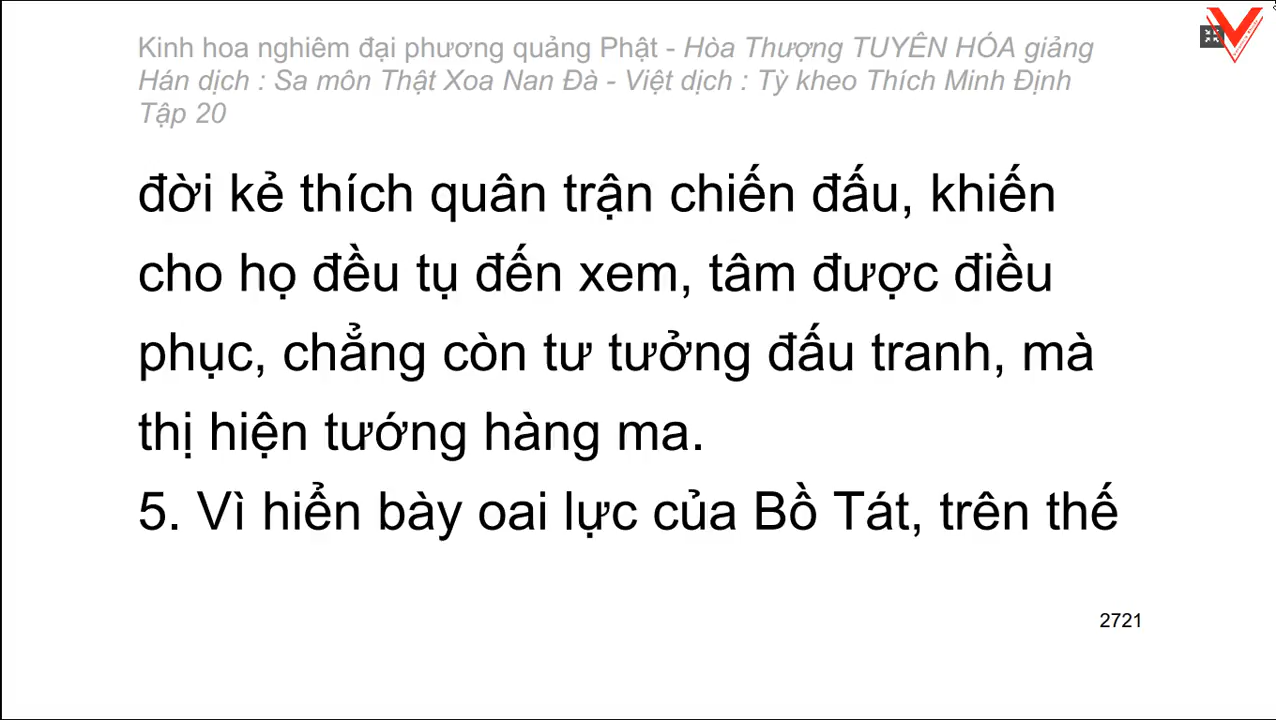 Kinh hoa nghiêm đại phương quảng Phật - Hòa Thượng TUYÊN HÓA giảng
Hán dịch : Sa môn Thật Xoa Nan Đà - Việt dịch : Tỳ kheo Thích Minh Định
Tập 20
đời kẻ thích quân trận chiến đấu, khiến
cho họ đều tụ đến xem, tâm được điều
phục, chẳng còn tư tưởng đấu tranh, mà
thị hiện tướng hàng ma.
5. Vì hiển bày oai lực của Bồ Tát, trên thế
2721